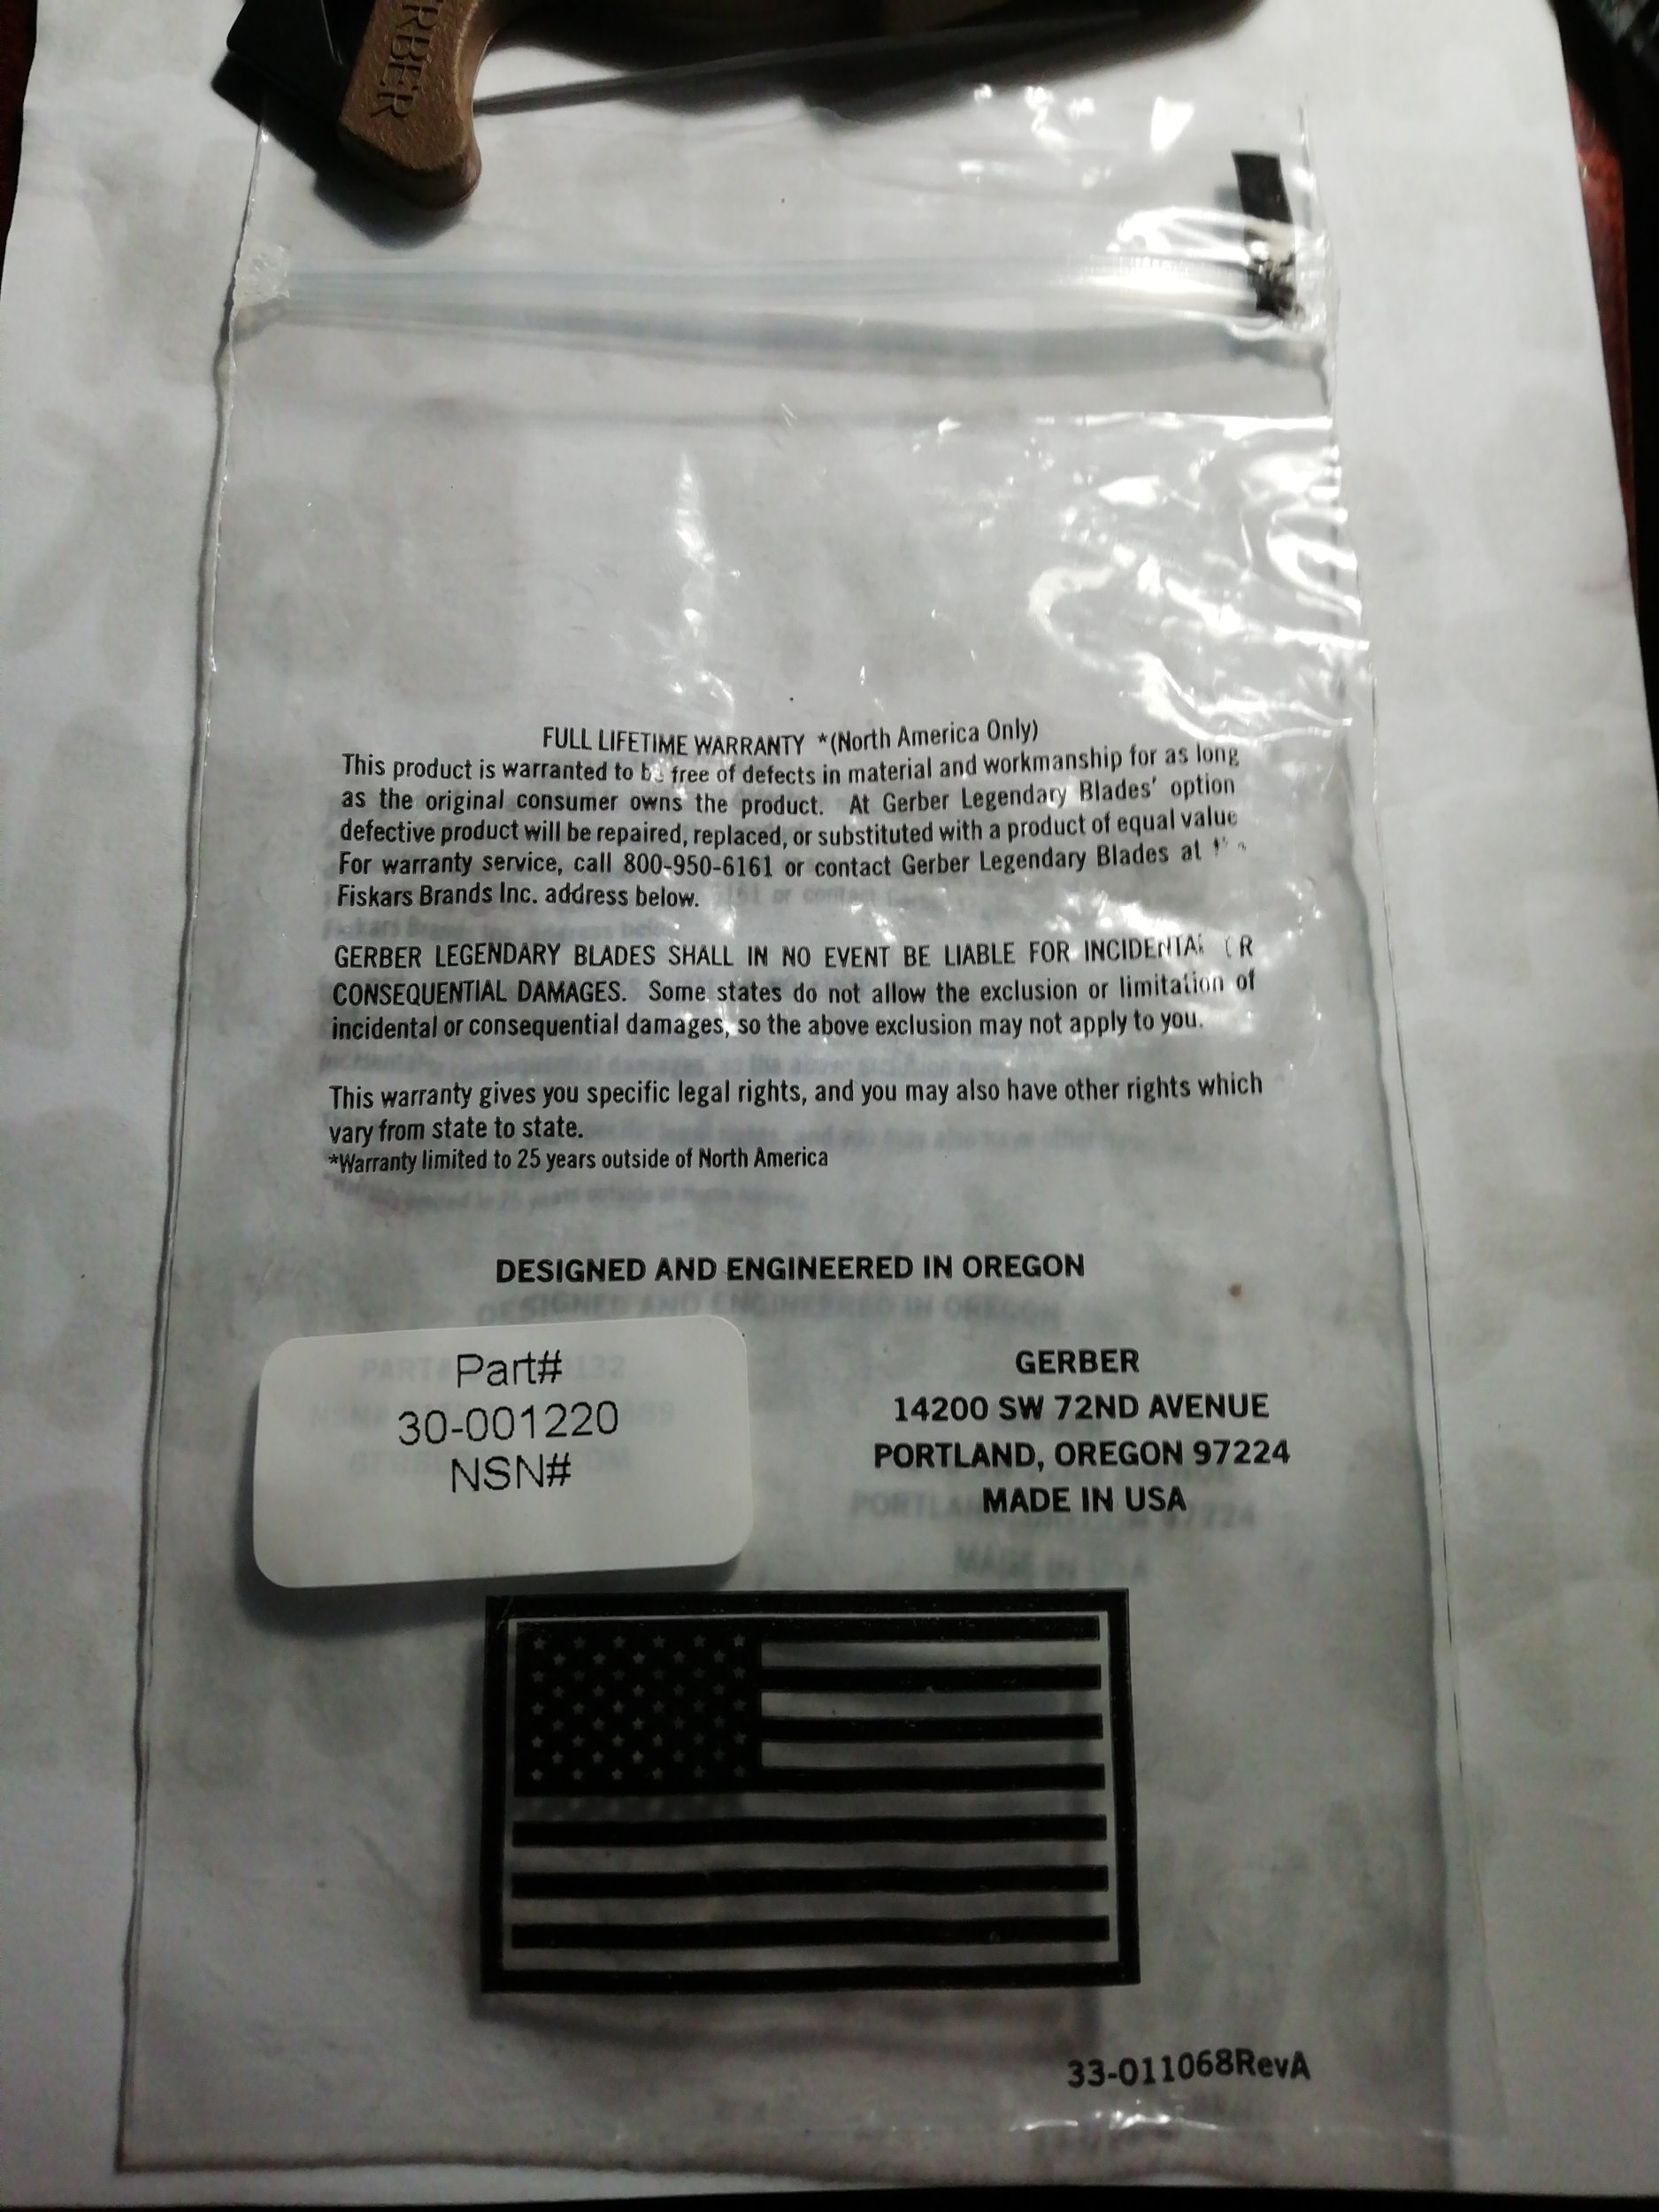 GERBER
FULL LIFETIME WARRANTY *(North America Only)
This product is warranted to be free of defects in material and workmanship for as long
as the original consumer owns the product. At Gerber Legendary Blades' option
defective product will be repaired, replaced, or substituted with a product of equal value
For warranty service, call 800-950-6161 or contact Gerber Legendary Blades at
Fiskars Brands Inc. address below.
GERBER LEGENDARY BLADES SHALL IN NO EVENT BE LIABLE FOR INCIDENTAL OR
CONSEQUENTIAL DAMAGES. Some states do not allow the exclusion or limitation of
incidental or consequential damages, so the above exclusion may not apply to you.
This warranty gives you specific legal rights, and you may also have other rights which
vary from state to state.
*Warranty limited to 25 years outside of North America
DESIGNED AND ENGINEERED IN OREGON
Part#
30-001220
NSN#
GERBER
14200 SW 72ND AVENUE
PORTLAND, OREGON 97224
MADE IN USA
33-011068RevA